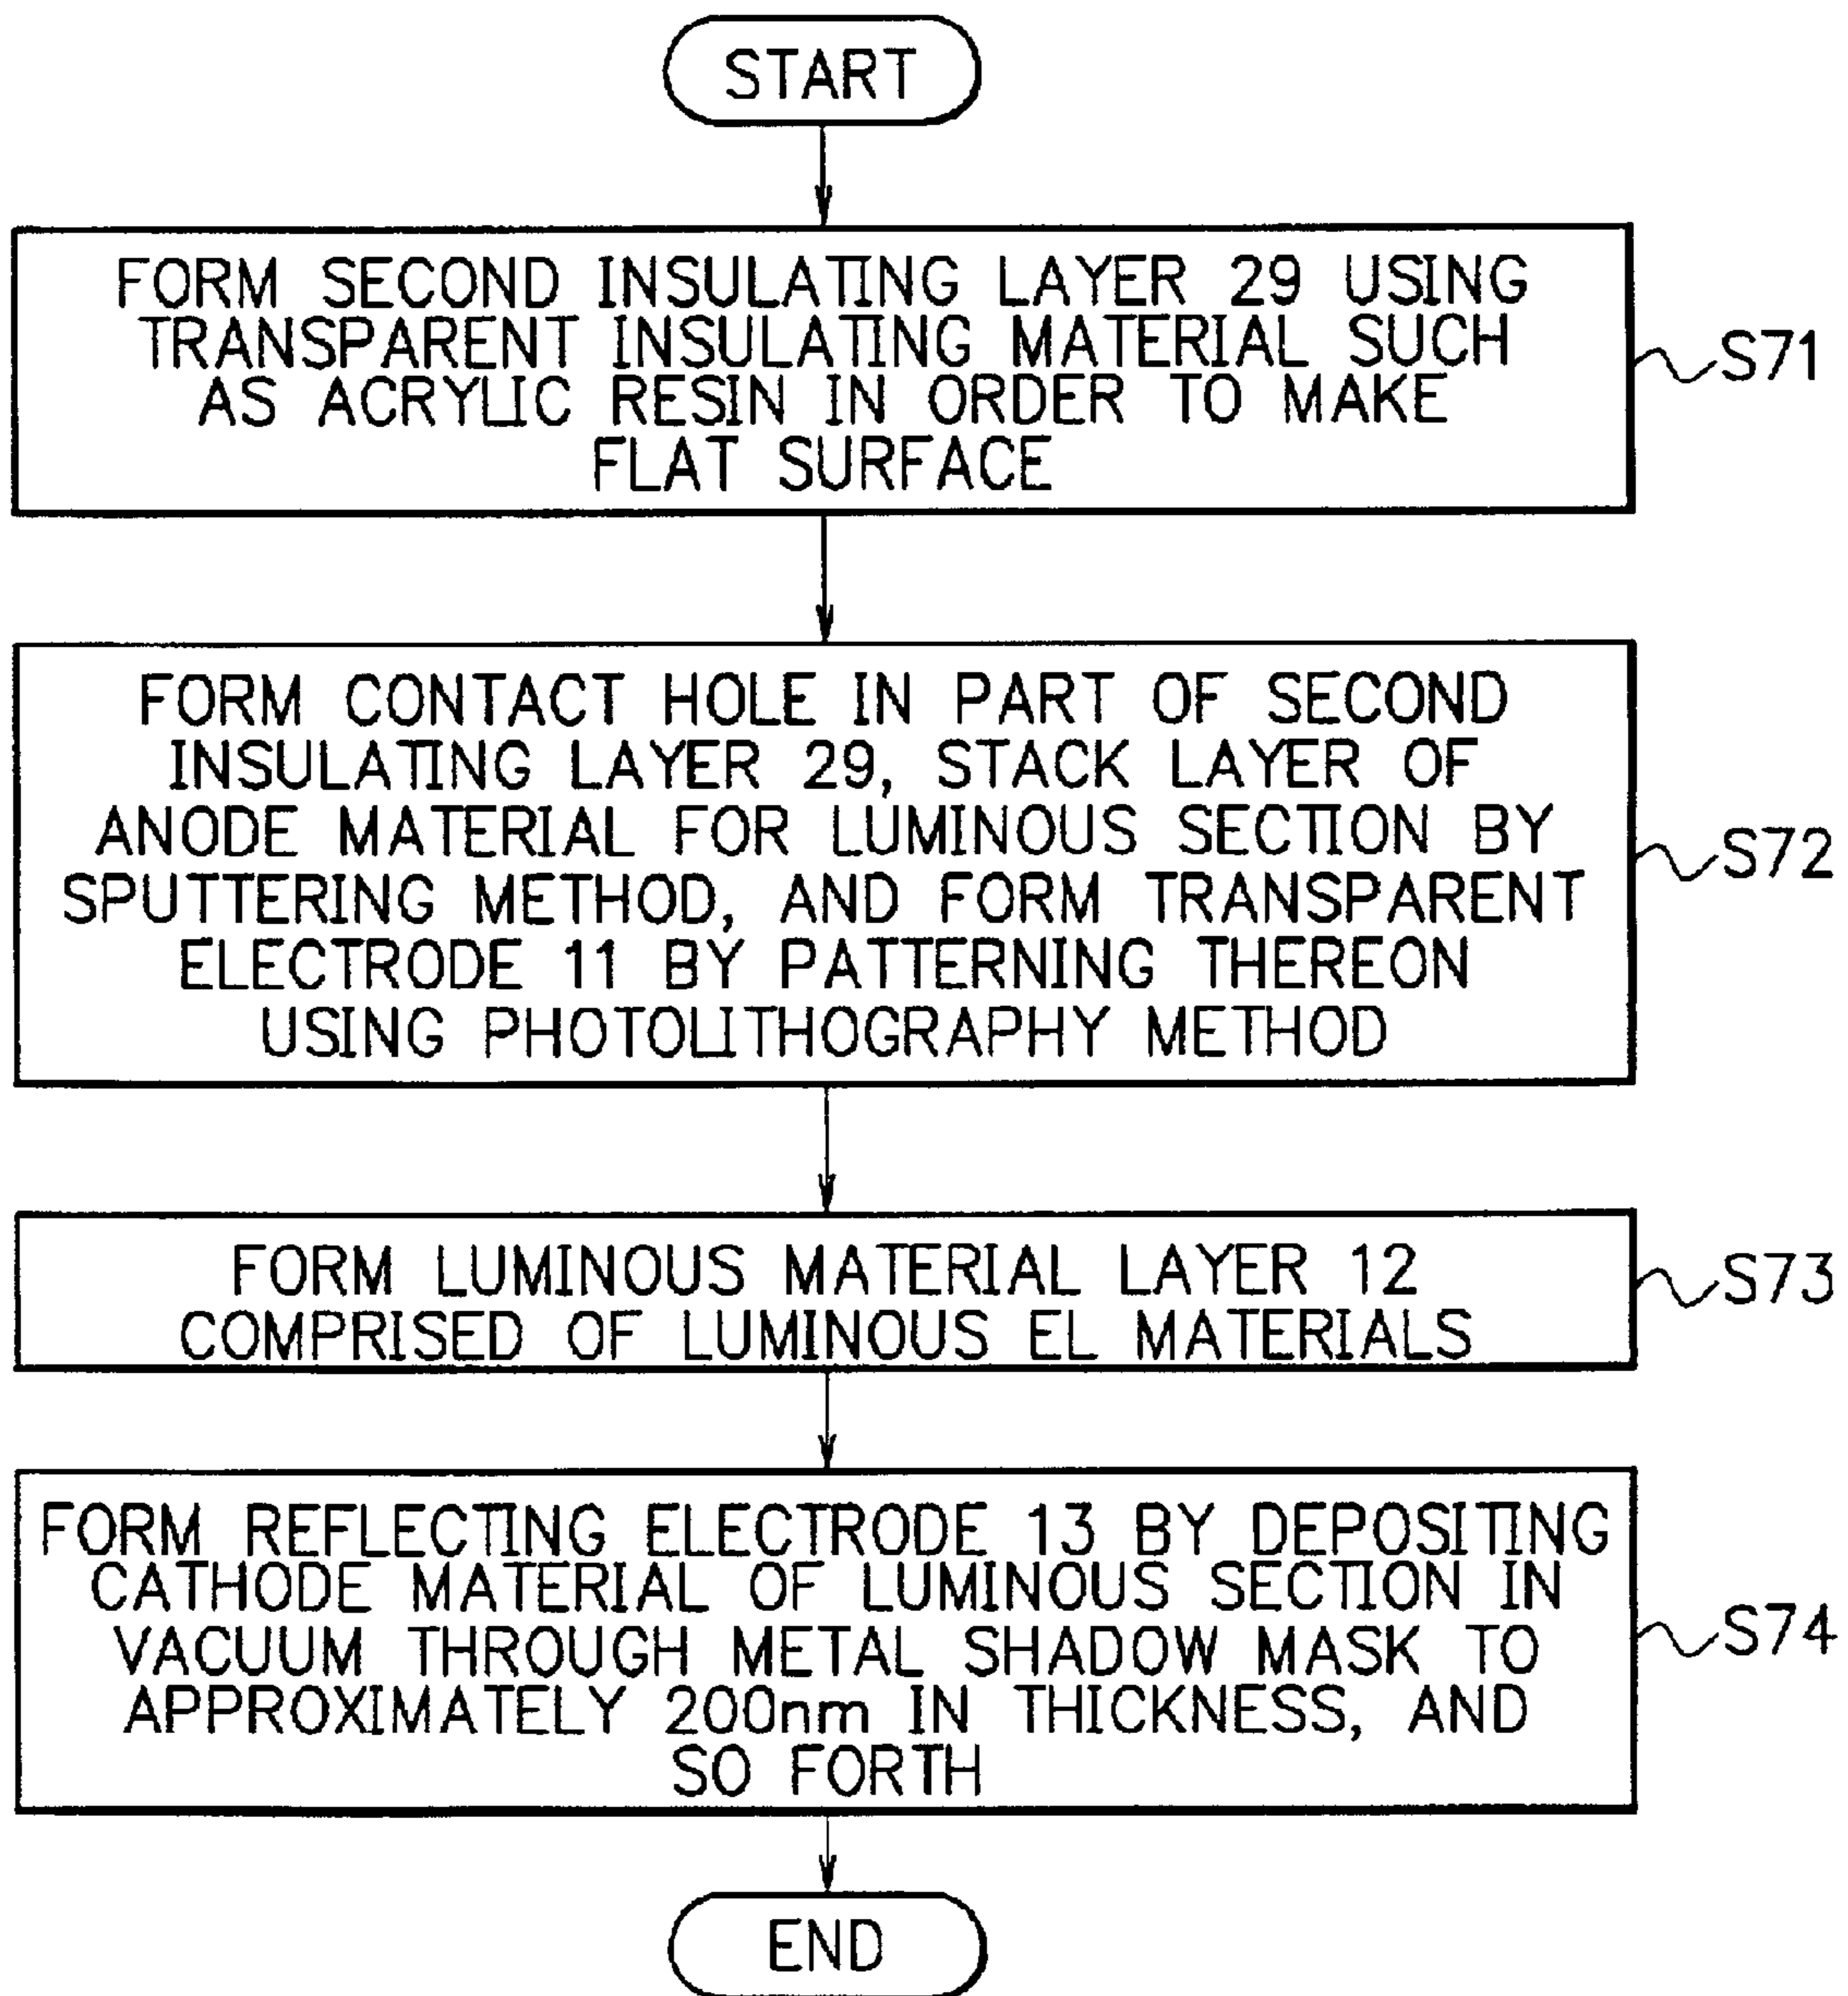 START
FORM SECOND INSULATING LAYER 29 USING
TRANSPARENT INSULATING MATERIAL SUCH
AS ACRYLIC RESIN IN ORDER TO MAKE
FLAT SURFACE
S71
FORM CONTACT HOLE IN PART OF SECOND
INSULATING LAYER 29, STACK LAYER OF
ANODE MATERIAL FOR LUMINOUS SECTION BY
SPUTTERING METHOD, AND FORM TRANSPARENT
ELECTRODE 11 BY PATTERNING THEREON
USING PHOTOLITHOGRAPHY METHOD
S72
FORM LUMINOUS MATERIAL LAYER 12
COMPRISED OF LUMINOUS EL MATERIALS
S73
FORM REFLECTING ELECTRODE 13 BY DEPOSITING
CATHODE MATERIAL OF LUMINOUS SECTION IN
VACUUM THROUGH METAL SHADOW MASK TO
APPROXIMATELY 200nm IN THICKNESS, AND
SO FORTH
S74
END